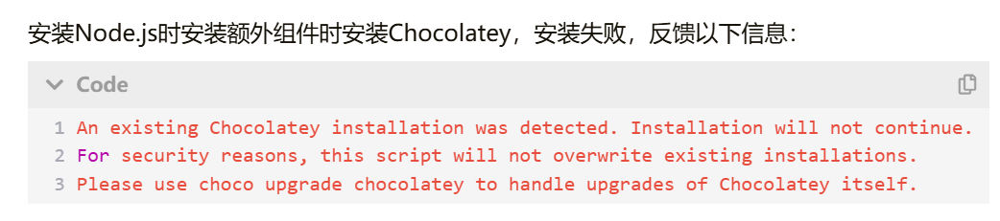 安装Node.js时安装额外组件时安装Chocolatey，安装失败，反馈以下信息：
Code
1 An existing Chocolatey installation was detected. Installation will not continue.
2 For security reasons, this script will not overwrite existing installations.
3 Please use choco upgrade chocolatey to handle upgrades of Chocolatey itself.